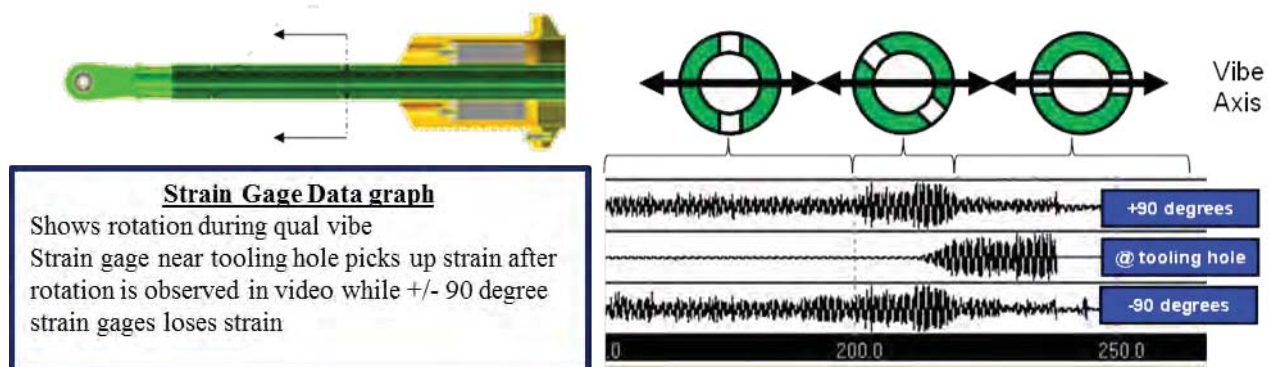 Strain Gage Data graph
Shows rotation during qual vibe
Strain gage near tooling hole picks up strain after
rotation is observed in video while +/- 90 degree
strain gages loses strain
Vibe
Axis
+90 degrees
@ tooling hole
-90 degrees
.0 200.0 250.0